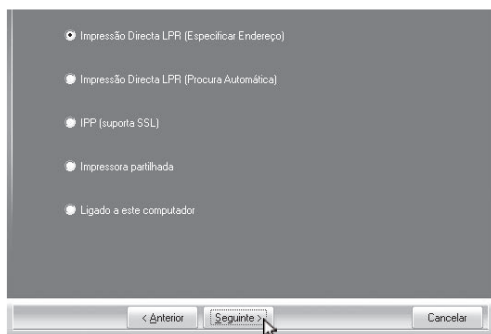 Impressão Directa LPR (Especificar Endereço)
Impressão Directa LPR (Procura Automática)
IPP (suporta SSL)
Impressora partilhada
Ligado a este computador
< Anterior Seguinte > Cancelar